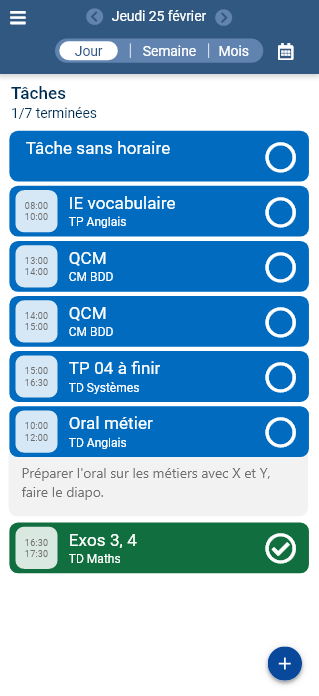 Jeudi 25 février
Jour | Semaine | Mois
Tâches
1/7 terminées
Tâche sans horaire
08:00
10:00
IE vocabulaire
TP Anglais
13:00
14:00
QCM
CM BDD
14:00
15:00
QCM
CM BDD
15:00
16:30
TP 04 à finir
TD Systèmes
10:00
12:00
Oral métier
TD Anglais
Préparer l'oral sur les métiers avec X et Y,
faire le diapo.
16:30
17:30
Exos 3, 4
TD Maths